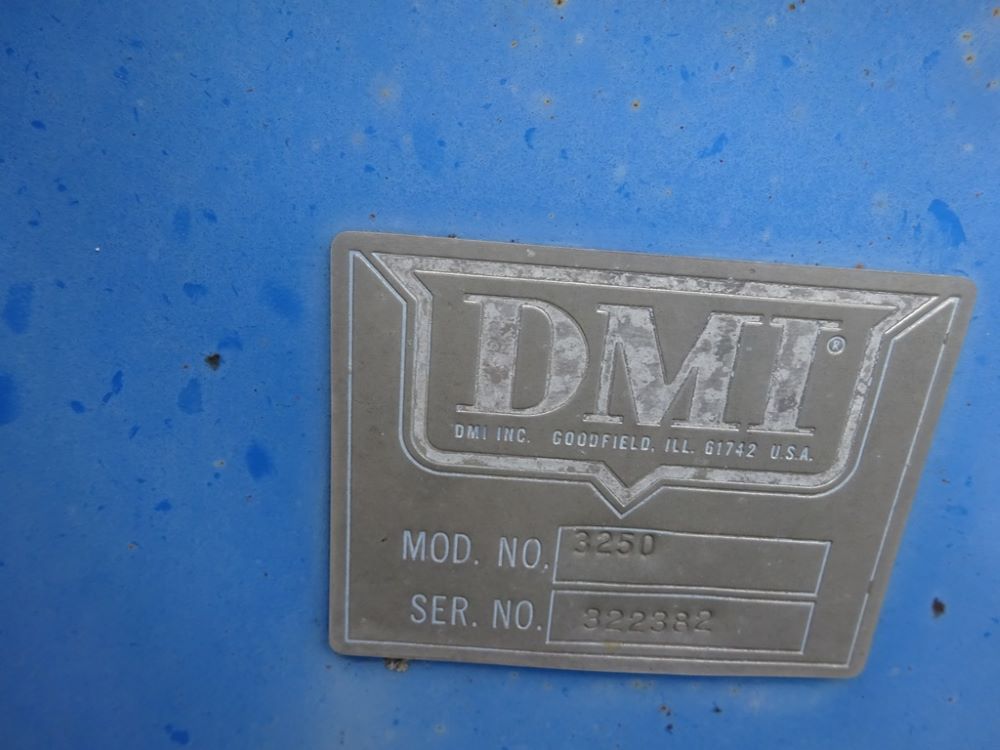 DMI®
DMI INC. GOODFIELD, ILL. 61742 U.S.A.
MOD. NO. 3250
SER. NO. 322382